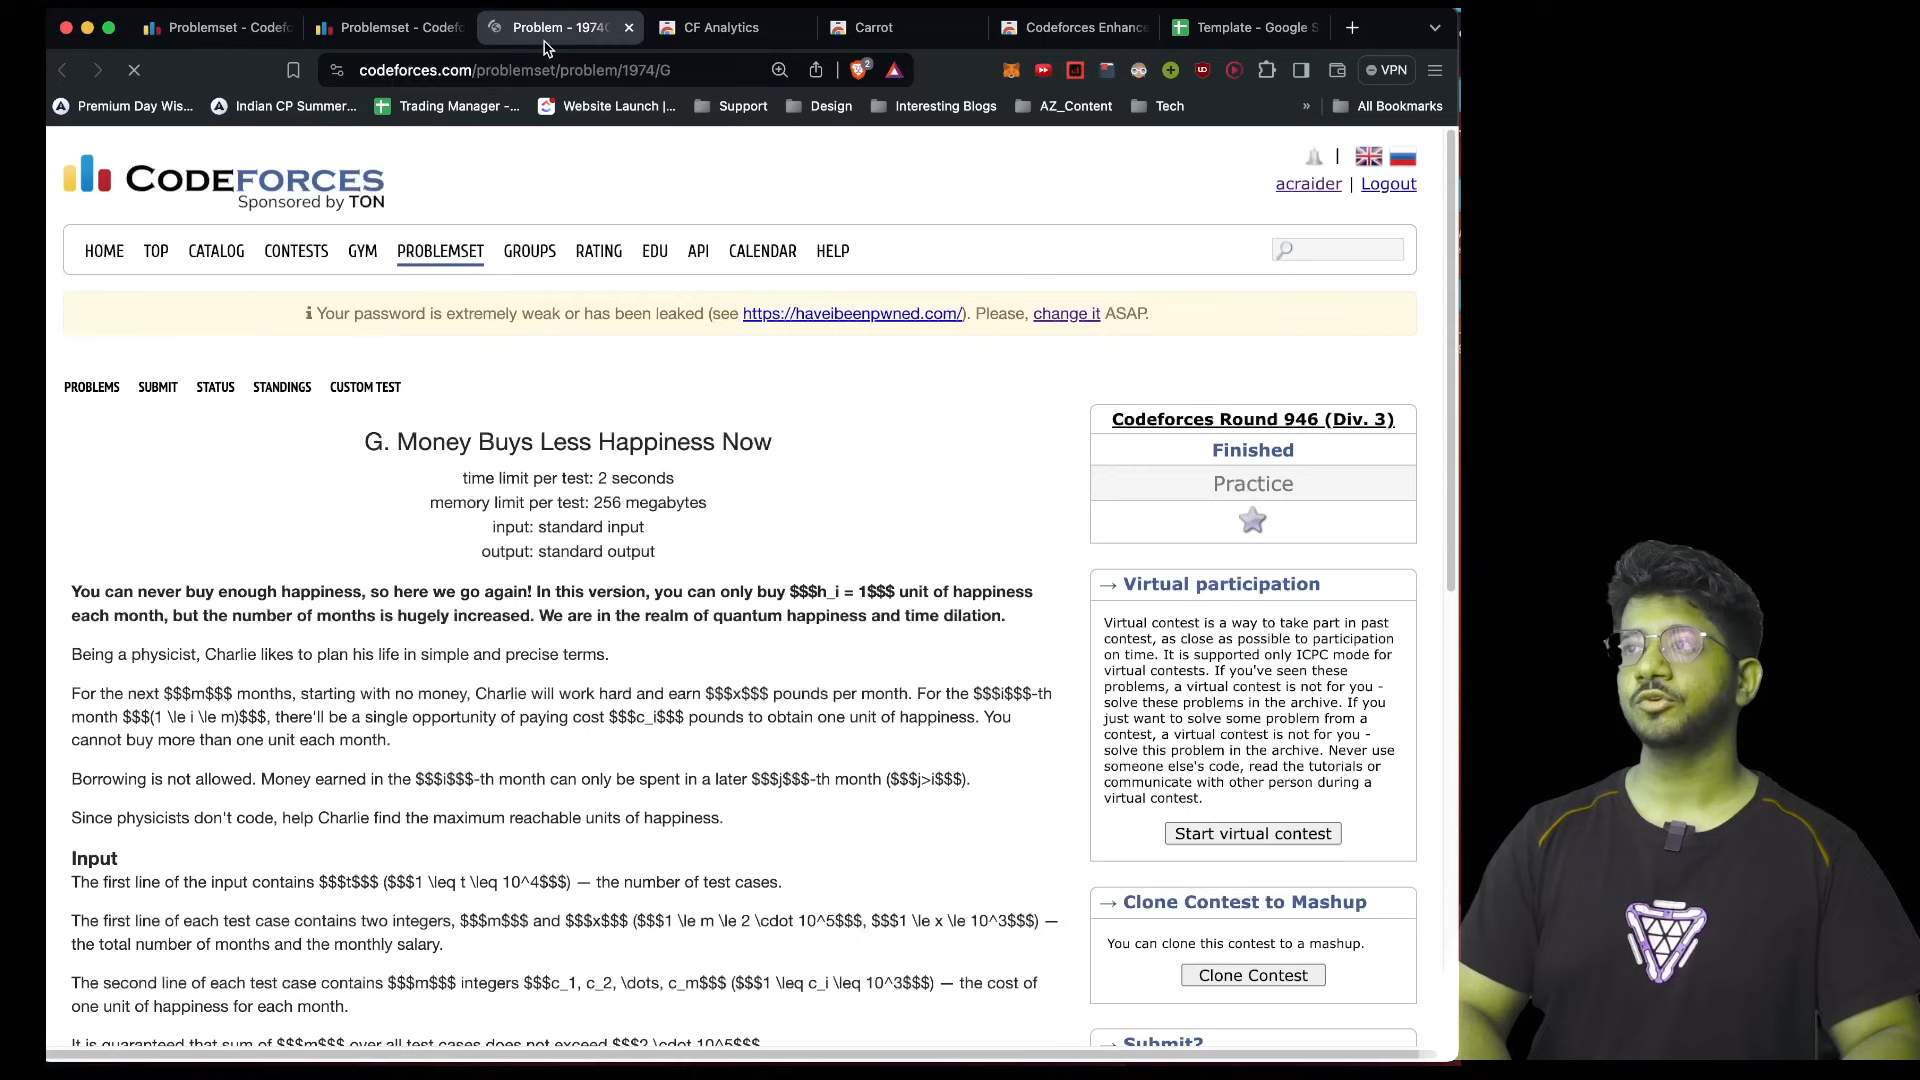 Problemset - Codef
Problemset - Codef
Problem - 1974
CF Analytics
Carrot
Codeforces Enhance
Template - Google S
codeforces.com/problemset/problem/1974/G
2
VPN
Premium Day Wis...
Indian CP Summer...
Trading Manager -...
Website Launch |...
Support
Design
Interesting Blogs
AZ_Content
Tech
»
All Bookmarks
CODEFORCES
Sponsored by TON
|
acraider | Logout
HOME TOP CATALOG CONTESTS GYM PROBLEMSET GROUPS RATING EDU API CALENDAR HELP
Your password is extremely weak or has been leaked (see https://haveibeenpwned.com/). Please, change it ASAP.
PROBLEMS SUBMIT STATUS STANDINGS CUSTOM TEST
G. Money Buys Less Happiness Now
time limit per test: 2 seconds
memory limit per test: 256 megabytes
input: standard input
output: standard output
You can never buy enough happiness, so here we go again! In this version, you can only buy $$$h_i = 1$$$ unit of happiness
each month, but the number of months is hugely increased. We are in the realm of quantum happiness and time dilation.
Being a physicist, Charlie likes to plan his life in simple and precise terms.
For the next $$$m$$$ months, starting with no money, Charlie will work hard and earn $$$x$$$ pounds per month. For the $$$i$$$-th
month $$$(1 \le i \le m)$$$, there'll be a single opportunity of paying cost $$$c_i$$$ pounds to obtain one unit of happiness. You
cannot buy more than one unit each month.
Borrowing is not allowed. Money earned in the $$$i$$$-th month can only be spent in a later $$$j$$$-th month ($$$j>i$$$).
Since physicists don't code, help Charlie find the maximum reachable units of happiness.
Input
The first line of the input contains $$$t$$$ ($$$1 \leq t \leq 10^4$$$) — the number of test cases.
The first line of each test case contains two integers, $$$m$$$ and $$$x$$$ ($$$1 \le m \le 2 \cdot 10^5$$$, $$$1 \le x \le 10^3$$$) —
the total number of months and the monthly salary.
The second line of each test case contains $$$m$$$ integers $$$c_1, c_2, \dots, c_m$$$ ($$$1 \leq c_i \leq 10^3$$$) — the cost of
one unit of happiness for each month.
It is guaranteed that sum of $$$m$$$ over all test cases does not exceed $$$2 \cdot 10^5$$$.
Codeforces Round 946 (Div. 3)
Finished
Practice
→ Virtual participation
Virtual contest is a way to take part in past
contest, as close as possible to participation
on time. It is supported only ICPC mode for
virtual contests. If you've seen these
problems, a virtual contest is not for you -
solve these problems in the archive. If you
just want to solve some problem from a
contest, a virtual contest is not for you -
solve this problem in the archive. Never use
someone else's code, read the tutorials or
communicate with other person during a
virtual contest.
Start virtual contest
→ Clone Contest to Mashup
You can clone this contest to a mashup.
Clone Contest
→ Submit?